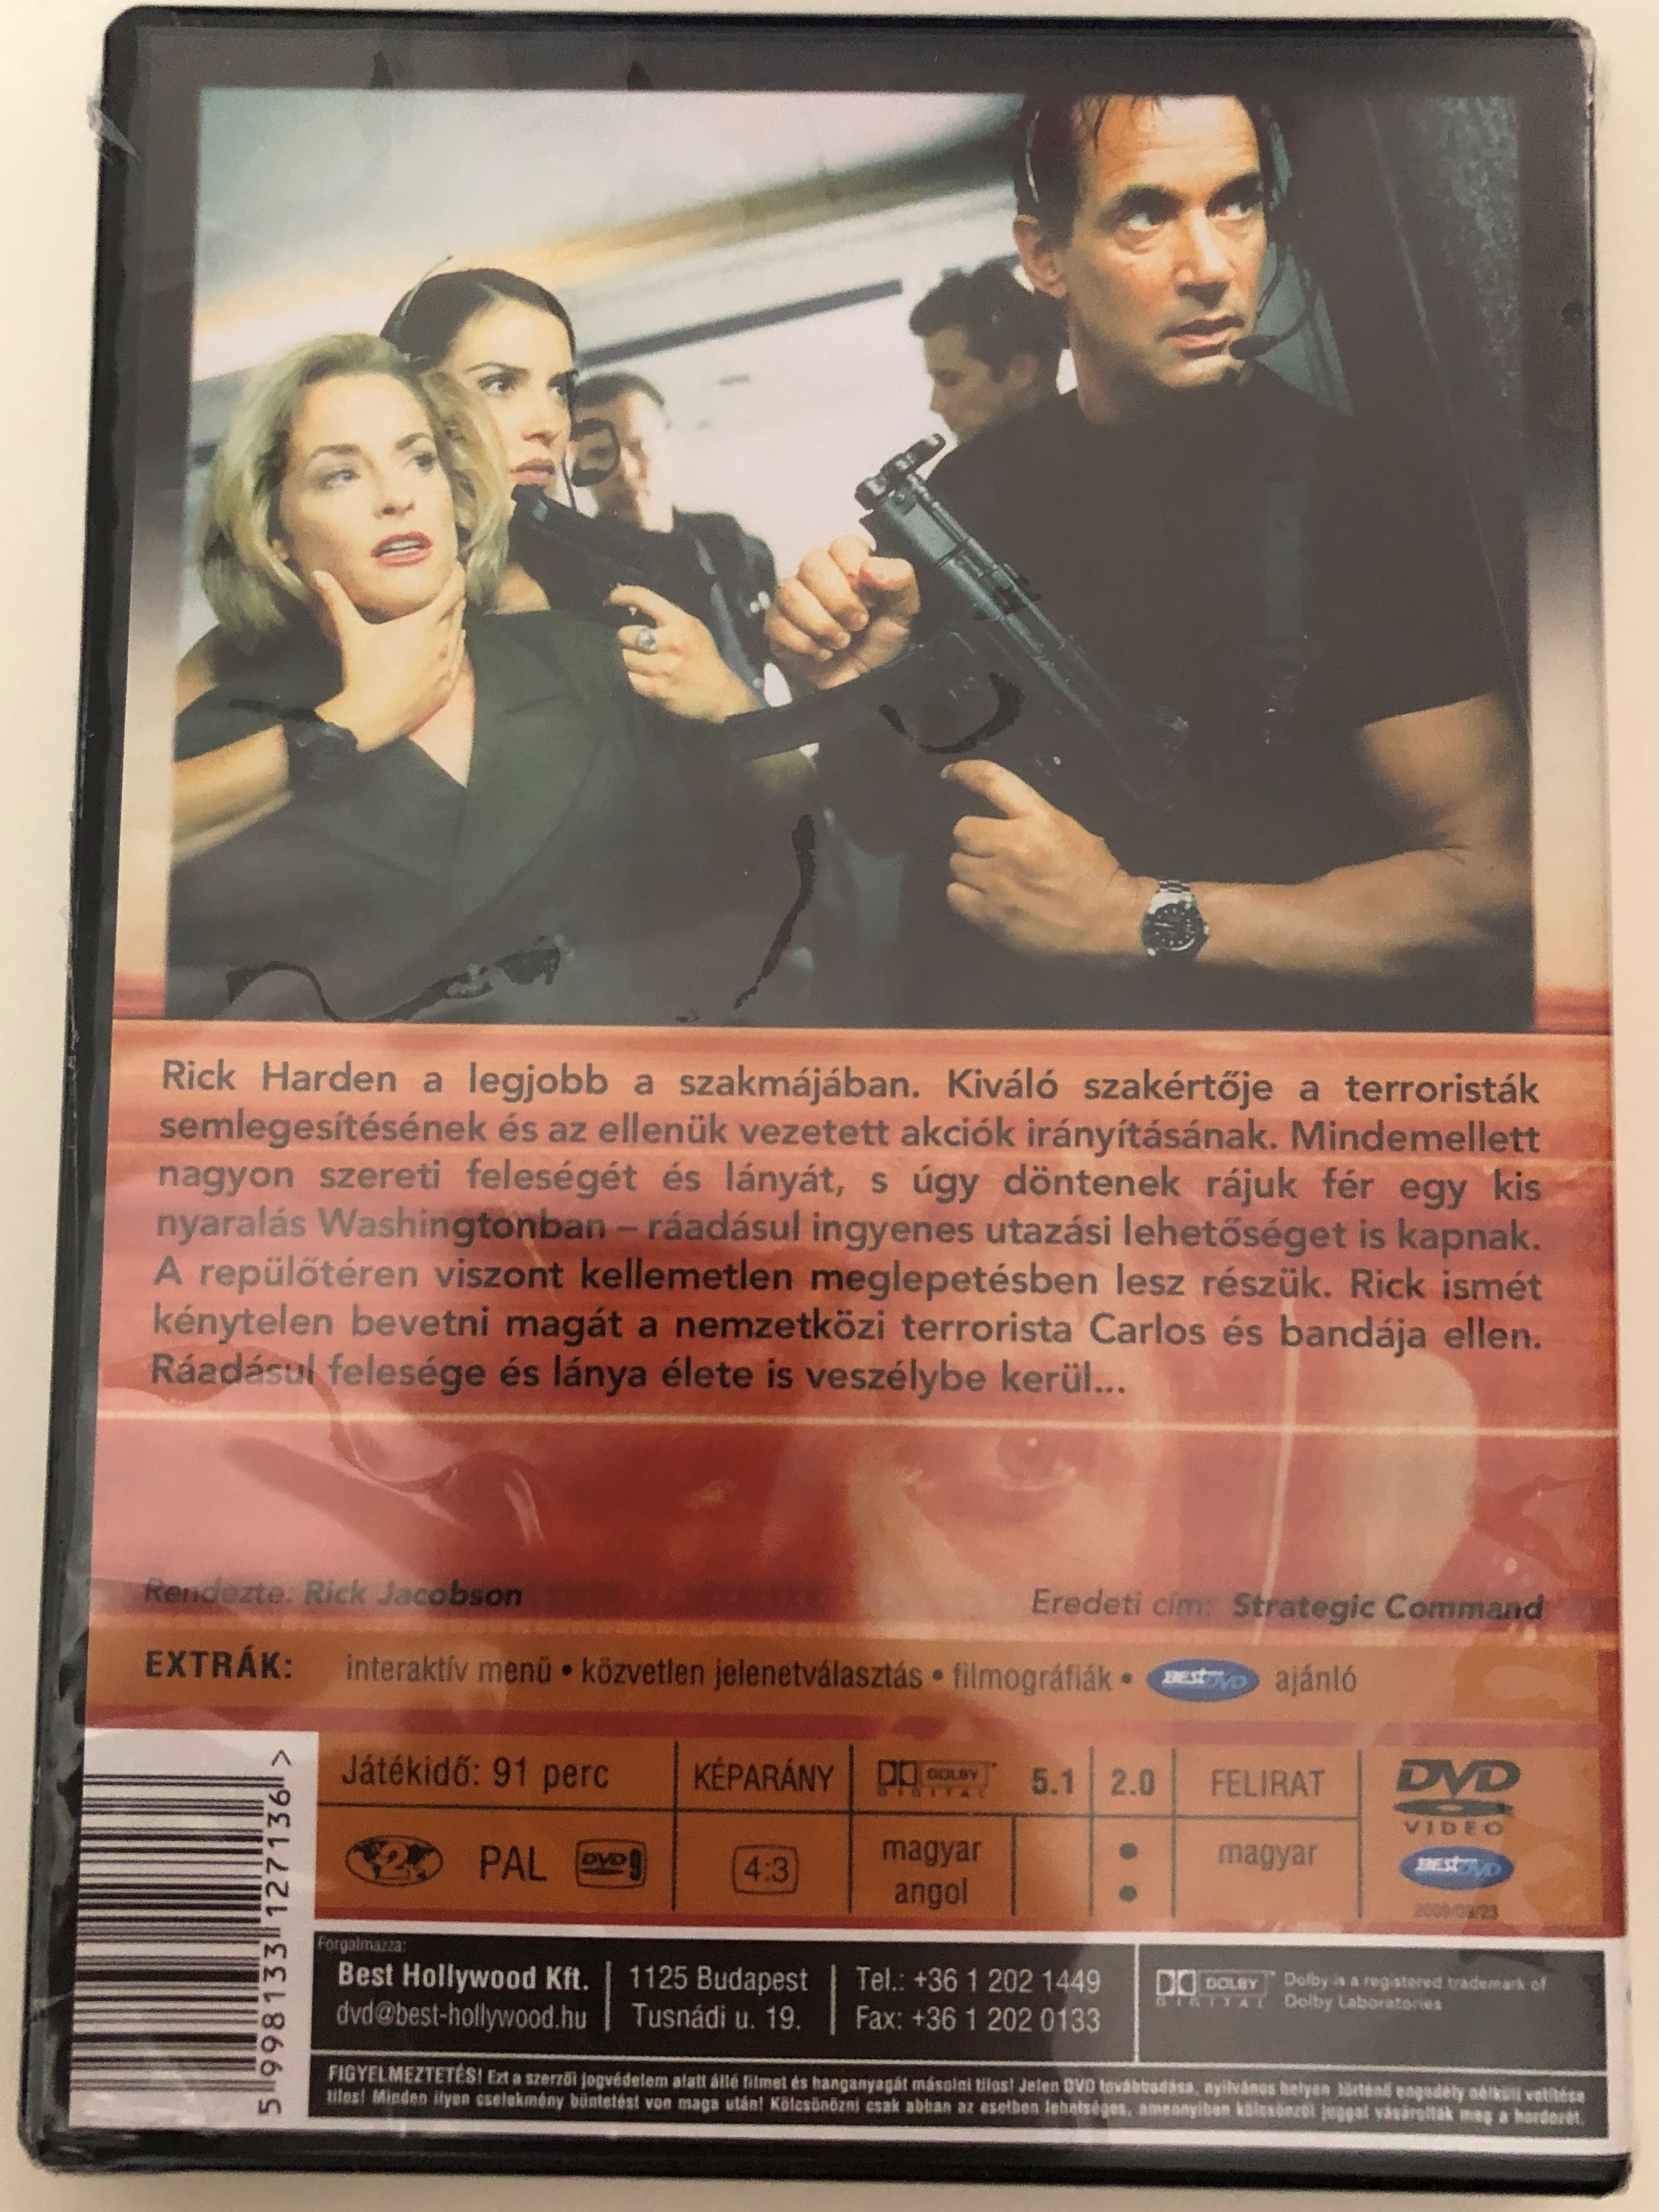 Rick Harden a legjobb a szakmájában. Kiváló szakértője a terroristák
semlegesítésének és az ellenük vezetett akciók irányításának. Mindemellett
nagyon szereti feleségét és lányát, s úgy döntenek rájuk fér egy kis
nyaralás Washingtonban – ráadásul ingyenes utazási lehetőséget is kapnak.
A repülőtéren viszont kellemetlen meglepetésben lesz részük. Rick ismét
kénytelen bevetni magát a nemzetközi terrorista Carlos és bandája ellen.
Ráadásul felesége és lánya élete is veszélybe kerül...
Rendezte: Rick Jacobson
Eredeti cím: Strategic Command
EXTRÁK: interaktív menü • közvetlen jelenetválasztás • filmográfiák • BESTDVD ajánló
Játékidő: 91 perc
KÉPARÁNY
DOLBY DIGITAL 5.1 2.0
FELIRAT
2 PAL DVD 9
4:3
magyar
angol
magyar
DVD
VIDEO
BESTDVD
2009/03/23
5 998133 127136 >
Forgalmazza:
Best Hollywood Kft. 1125 Budapest Tel.: +36 1 202 1449
dvd@best-hollywood.hu Tusnádi u. 19. Fax: +36 1 202 0133
DOLBY DIGITAL
Dolby is a registered trademark of
Dolby Laboratories
FIGYELMEZTETÉS! Ezt a szerzői jogvédelem alatt álló filmet és hanganyagát másolni tilos! Jelen DVD továbbadása, nyilvános helyen történő engedély nélküli vetítése
tilos! Minden ilyen cselekmény büntetést von maga után! Kölcsönözni csak abban az esetben lehetséges, amennyiben kölcsönzői joggal vásárolták meg a hordozót.